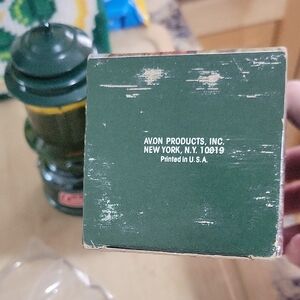 AVON PRODUCTS, INC.
NEW YORK, N.Y. 10019
Printed in U.S.A.